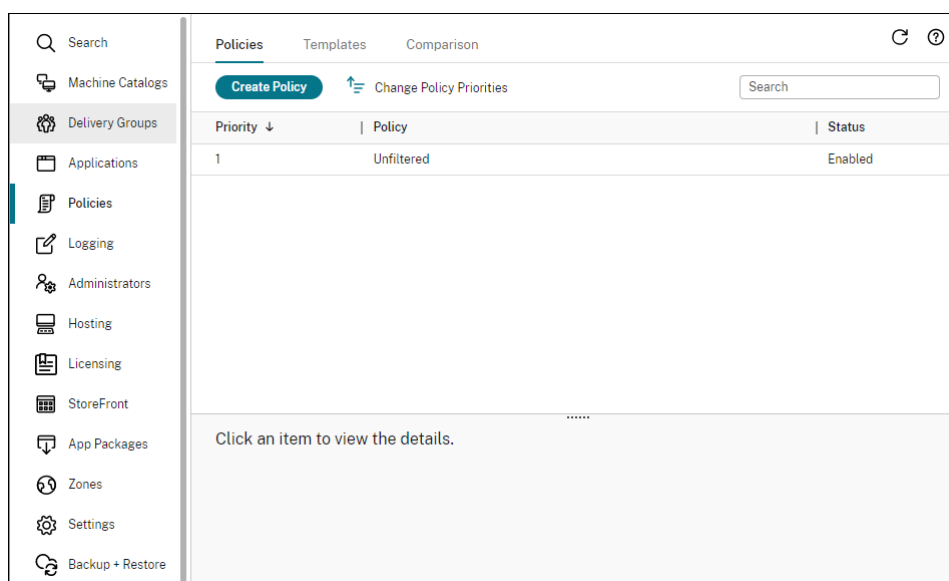 Search
Machine Catalogs
Delivery Groups
Applications
Policies
Logging
Administrators
Hosting
Licensing
StoreFront
App Packages
Zones
Settings
Backup + Restore
Policies Templates Comparison
Create Policy Change Policy Priorities Search
Priority Policy Status
1 Unfiltered Enabled
Click an item to view the details.